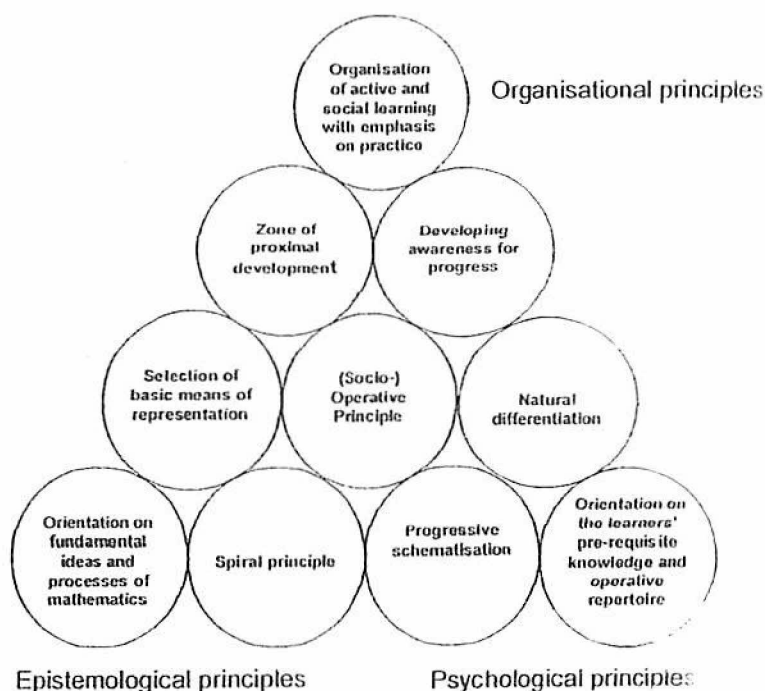 Organisation
of active and
social learning
with emphasis
on practice
Organisational principles
Zone of
proximal
development
Developing
awareness for
progress
Selection of
basic means of
representation
(Socio-)
Operative
Principle
Natural
differentiation
Orientation on
fundamental
ideas and
processes of
mathematics
Spiral principle
Progressive
schematisation
Orientation on
the learners'
pre-requisite
knowledge and
operative
repertoire
Epistemological principles
Psychological principles